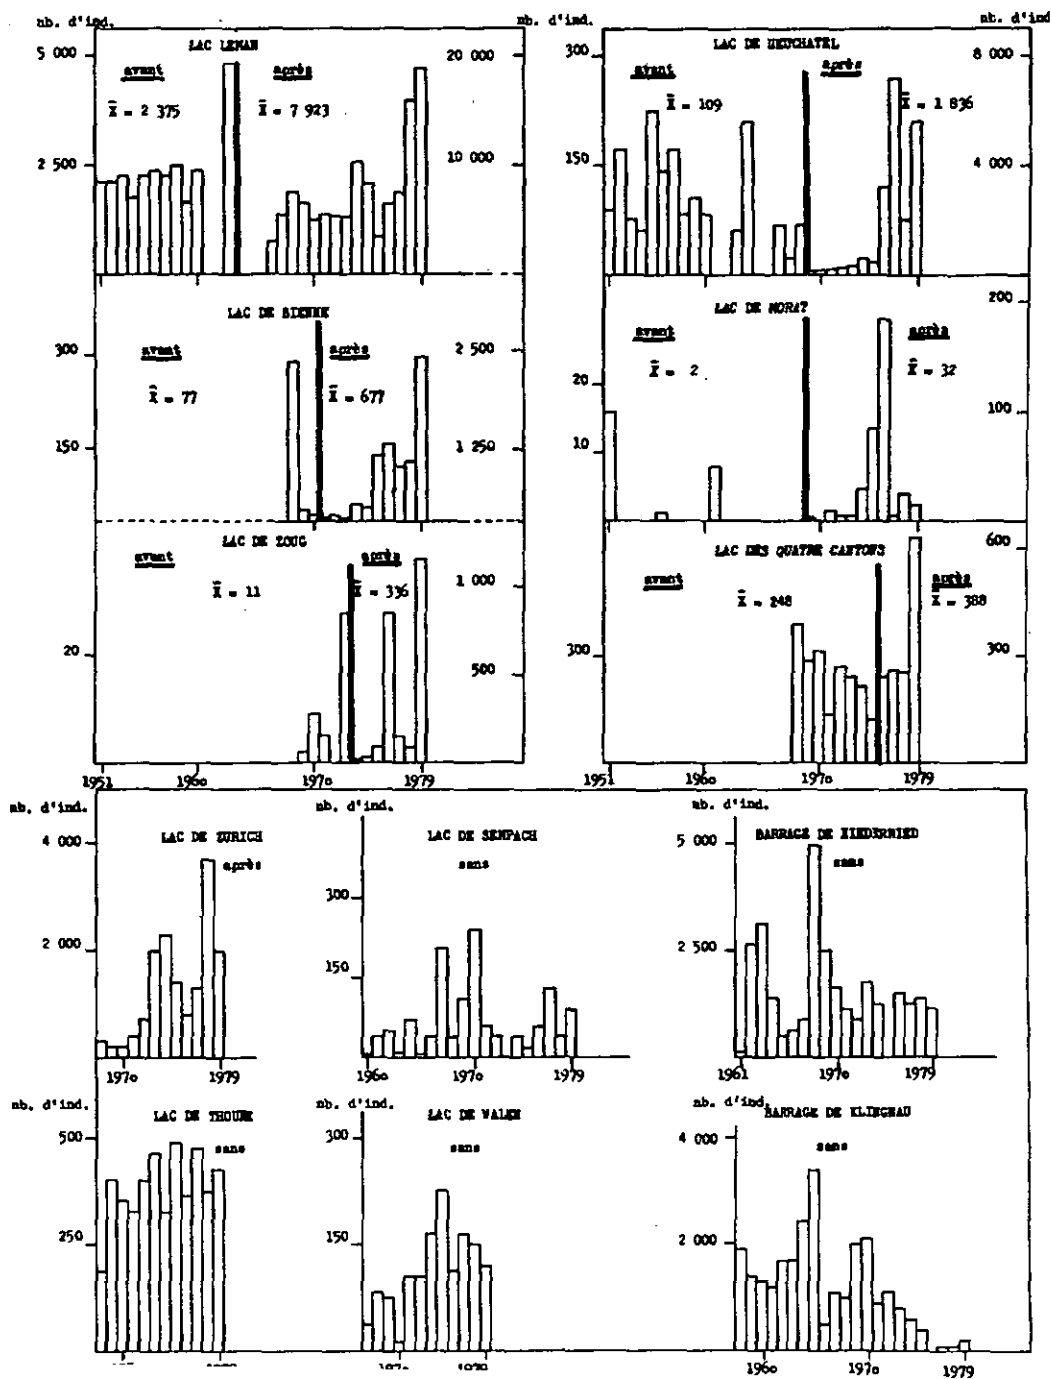 nb. d'ind.
LAC LEMAN
5 000
20 000
avant
après
X̄ = 2 375
X̄ = 7 923
2 500
10 000
nb. d'ind.
nb. d'ind
LAC DE NEUCHATEL
300
8 000
avant
après
X̄ = 109
X̄ = 1 836
150
4 000
LAC DE BIENNE
avant
après
300
2 500
X̄ = 77
X̄ = 677
150
1 250
LAC DE MORAT
200
avant
après
X̄ = 2
X̄ = 32
20
100
10
LAC DE ZOUG
avant
après
X̄ = 11
X̄ = 336
1 000
20
500
1951
1960
1970
1979
LAC DES QUATRE CANTONS
600
avant
après
X̄ = 248
X̄ = 388
300
300
1951
1960
1970
1979
nb. d'ind.
LAC DE ZURICH
4 000
après
2 000
1970
1979
nb. d'ind.
LAC DE SEMPACH
sans
300
150
1960
1970
1979
nb. d'ind.
BARRAGE DE NIEDERRIED
5 000
sans
2 500
1961
1970
1979
nb. d'ind.
LAC DE THOUNE
500
sans
250
nb. d'ind.
LAC DE WALEN
300
sans
150
1970
1979
nb. d'ind.
BARRAGE DE KLINGNAU
4 000
sans
2 000
1960
1970
1979